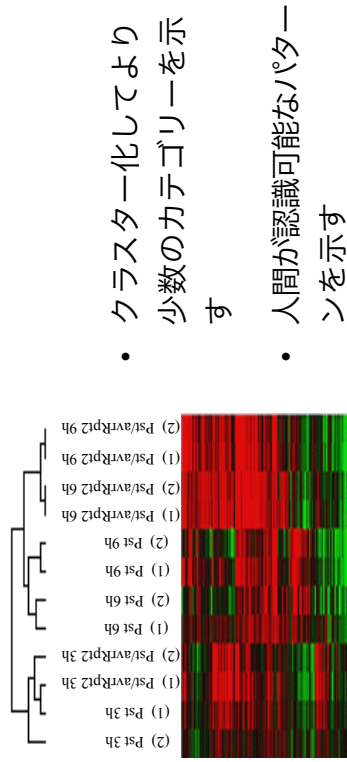 • クラスター化してより
少数のカテゴリーを示
す
• 人間が認識可能なパター
ンを示す
(2) Pst 3h
(1) Pst 3h
(1) Pst/avrRpt2 3h
(2) Pst/avrRpt2 3h
(1) Pst 6h
(2) Pst 6h
(1) Pst 9h
(2) Pst 9h
(1) Pst/avrRpt2 6h
(2) Pst/avrRpt2 6h
(1) Pst/avrRpt2 9h
(2) Pst/avrRpt2 9h